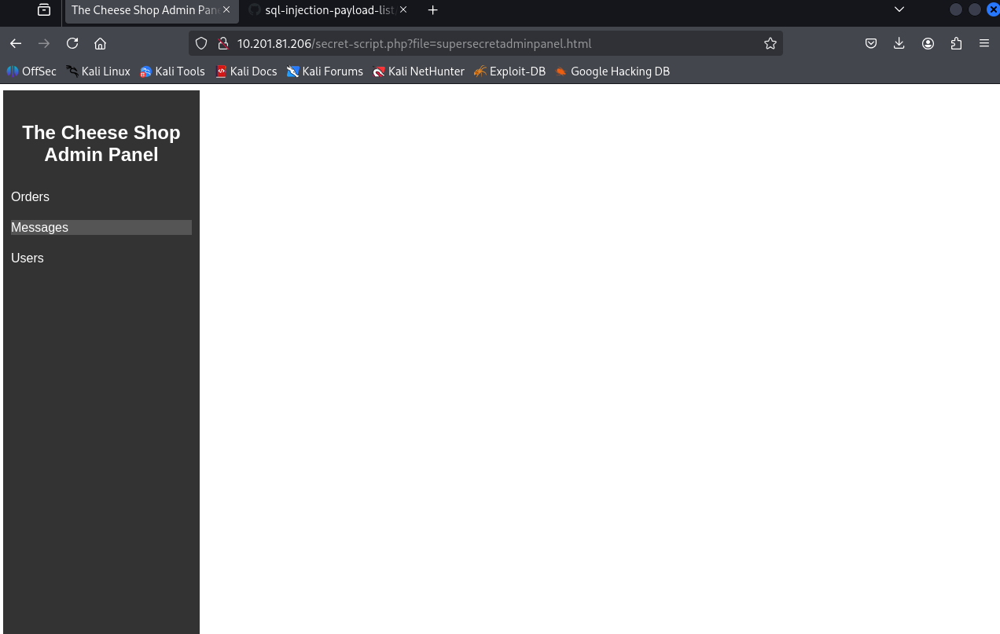 The Cheese Shop Admin Pane
sql-injection-payload-list
10.201.81.206/secret-script.php?file=supersecretadminpanel.html
OffSec Kali Linux Kali Tools Kali Docs Kali Forums Kali NetHunter Exploit-DB Google Hacking DB
The Cheese Shop
Admin Panel
Orders
Messages
Users